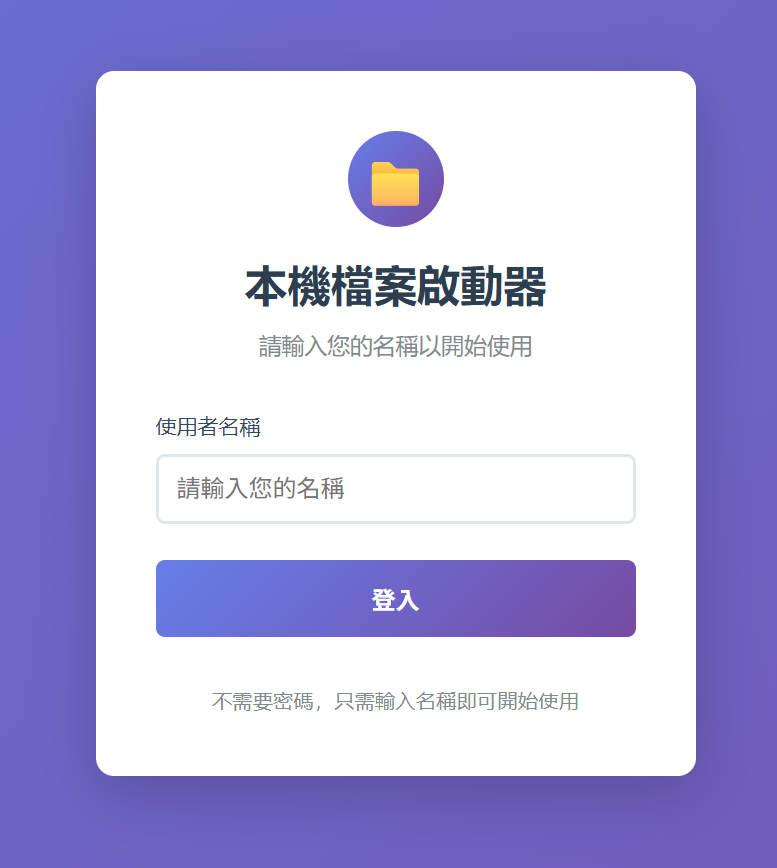 本機檔案啟動器
請輸入您的名稱以開始使用
使用者名稱
請輸入您的名稱
登入
不需要密碼，只需輸入名稱即可開始使用